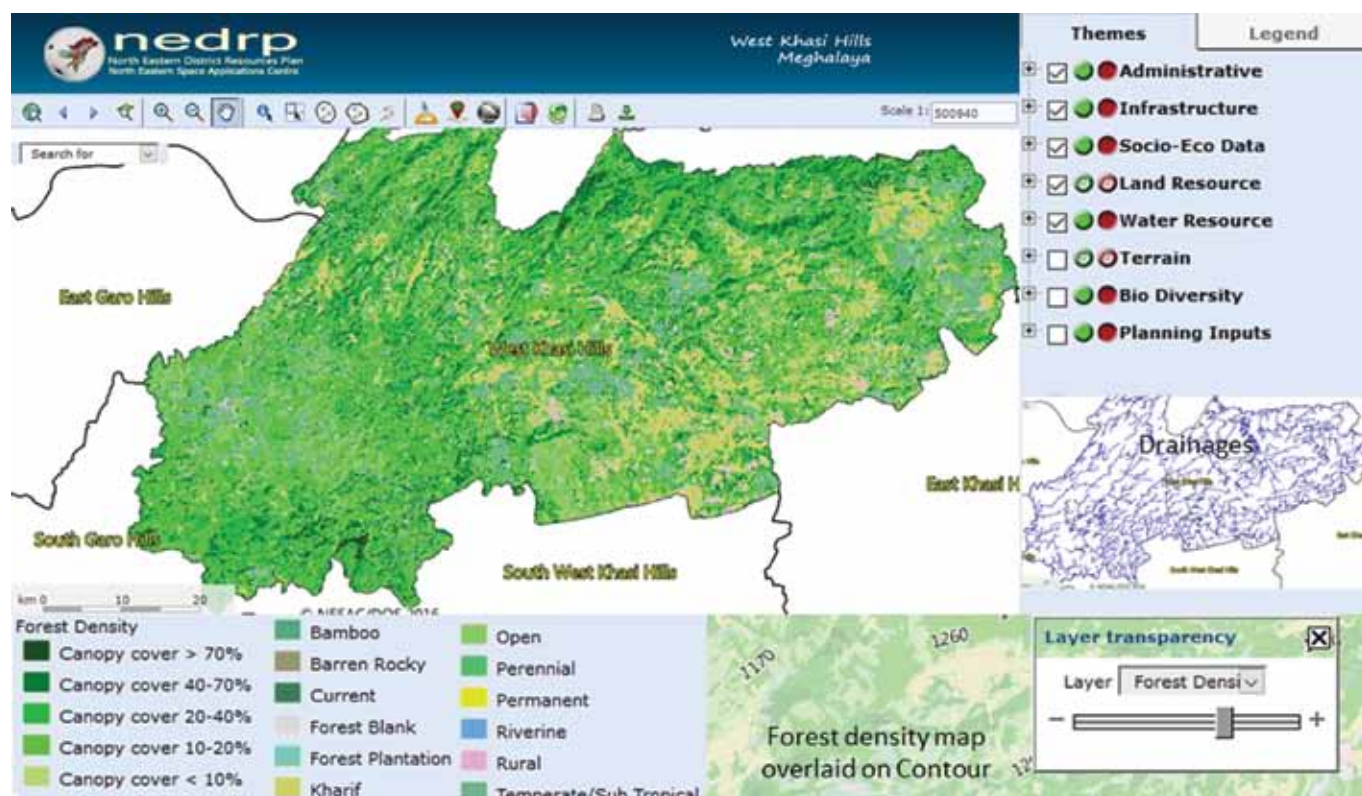 nedrp
North Eastern District Resources Plan
North Eastern Space Applications Centre
West Khasi Hills
Meghalaya
Themes
Legend
Administrative
Infrastructure
Socio-Eco Data
Land Resource
Water Resource
Terrain
Bio Diversity
Planning Inputs
Scale 1: 500940
Search for
East Garo Hills
West Khasi Hills
East Khasi H
South Garo Hills
South West Khasi Hills
km 0 10 20
© NESAC/DOS, 2016
Drainages
Forest Density
Canopy cover > 70%
Canopy cover 40-70%
Canopy cover 20-40%
Canopy cover 10-20%
Canopy cover < 10%
Bamboo
Barren Rocky
Current
Forest Blank
Forest Plantation
Kharif
Open
Perennial
Permanent
Riverine
Rural
Temperate/Sub Tropical
1170
1260
Forest density map
overlaid on Contour
Layer transparency
Layer Forest Densi